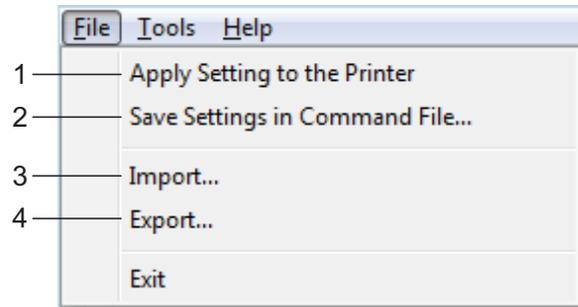 File Tools Help
1 Apply Setting to the Printer
2 Save Settings in Command File...
3 Import...
4 Export...
Exit